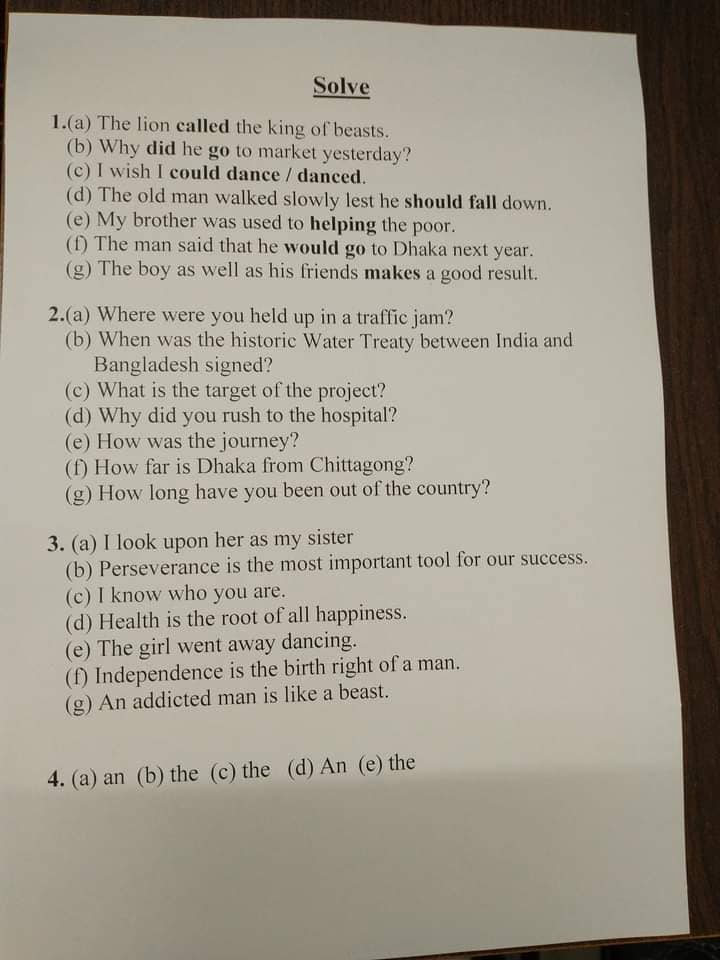 Solve
1.(a) The lion called the king of beasts.
(b) Why did he go to market yesterday?
(c) I wish I could dance / danced.
(d) The old man walked slowly lest he should fall down.
(e) My brother was used to helping the poor.
(f) The man said that he would go to Dhaka next year.
(g) The boy as well as his friends makes a good result.
2.(a) Where were you held up in a traffic jam?
(b) When was the historic Water Treaty between India and
Bangladesh signed?
(c) What is the target of the project?
(d) Why did you rush to the hospital?
(e) How was the journey?
(f) How far is Dhaka from Chittagong?
(g) How long have you been out of the country?
3. (a) I look upon her as my sister
(b) Perseverance is the most important tool for our success.
(c) I know who you are.
(d) Health is the root of all happiness.
(e) The girl went away dancing.
(f) Independence is the birth right of a man.
(g) An addicted man is like a beast.
4. (a) an (b) the (c) the (d) An (e) the